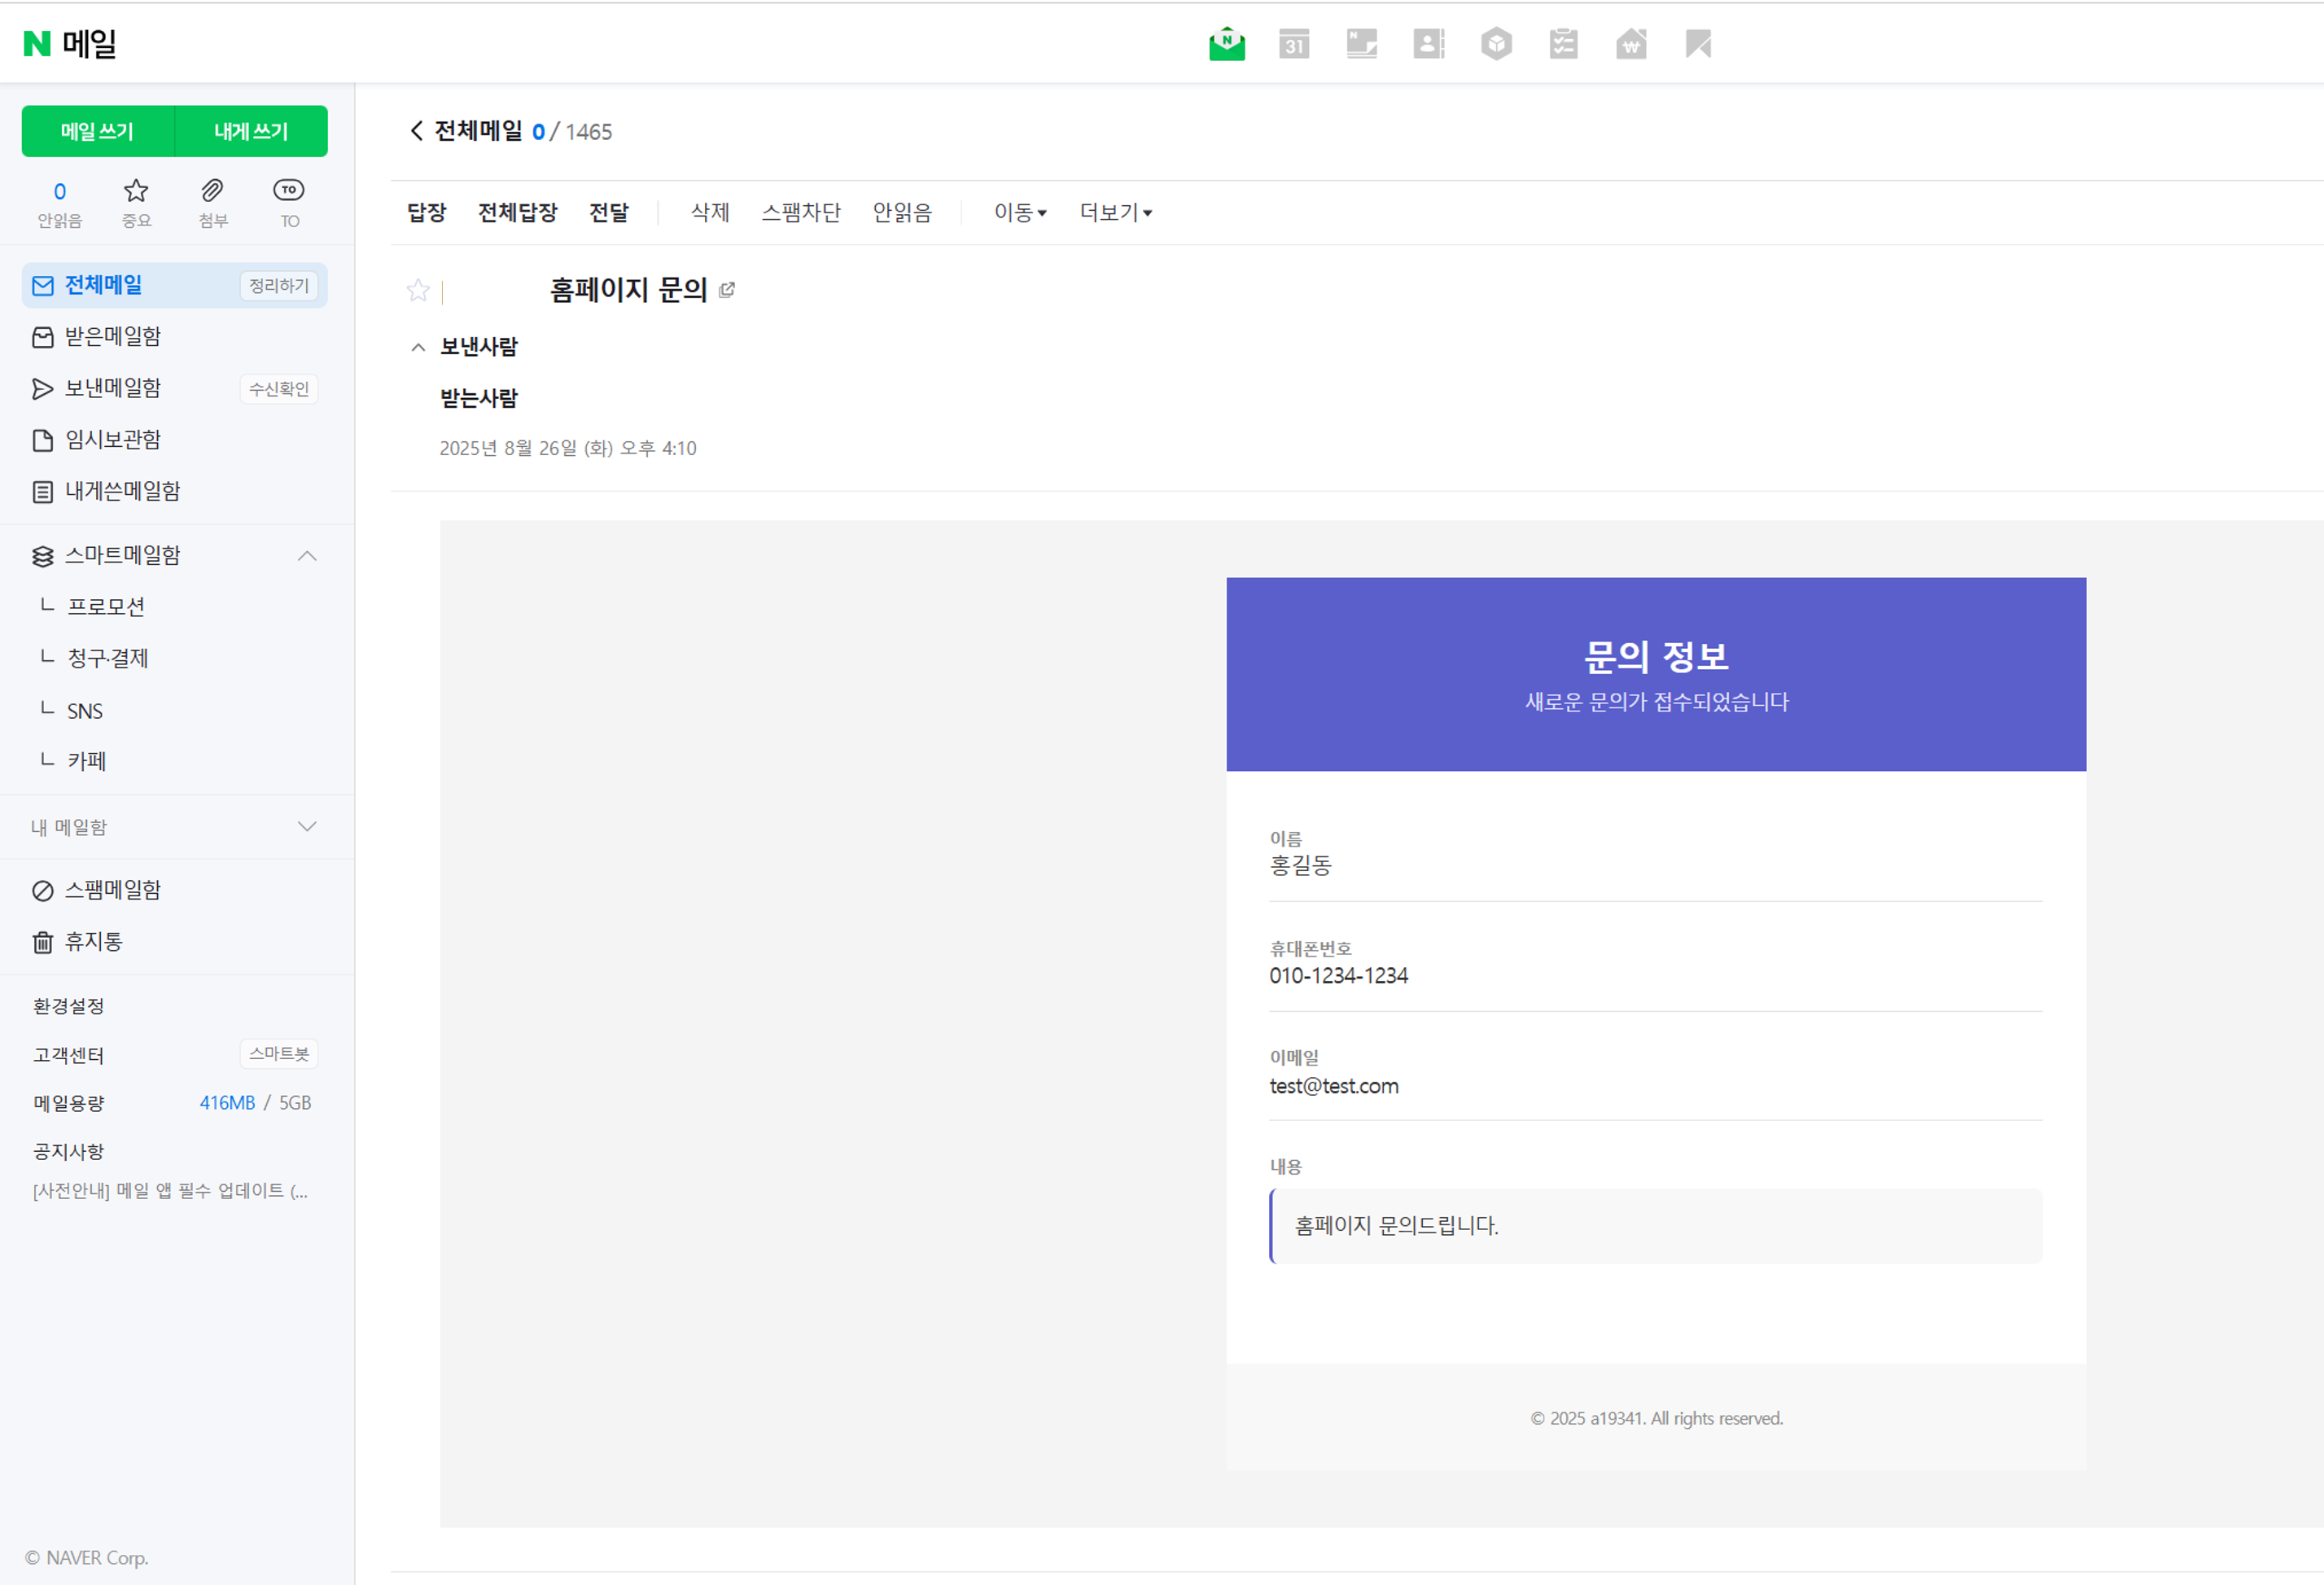 N 메일
31
N
메일 쓰기 내게 쓰기
0 TO
안읽음 중요 첨부 TO
전체메일 정리하기
받은메일함
보낸메일함 수신확인
임시보관함
내게쓴메일함
스마트메일함
프로모션
청구·결제
SNS
카페
내 메일함
스팸메일함
휴지통
환경설정
고객센터 스마트봇
메일용량 416MB / 5GB
공지사항
[사전안내] 메일 앱 필수 업데이트 (...
© NAVER Corp.
전체메일 0 / 1465
답장 전체답장 전달 삭제 스팸차단 안읽음 이동 더보기
홈페이지 문의
보낸사람
받는사람
2025년 8월 26일 (화) 오후 4:10
문의 정보
새로운 문의가 접수되었습니다
이름
홍길동
휴대폰번호
010-1234-1234
이메일
test@test.com
내용
홈페이지 문의드립니다.
© 2025 a19341. All rights reserved.